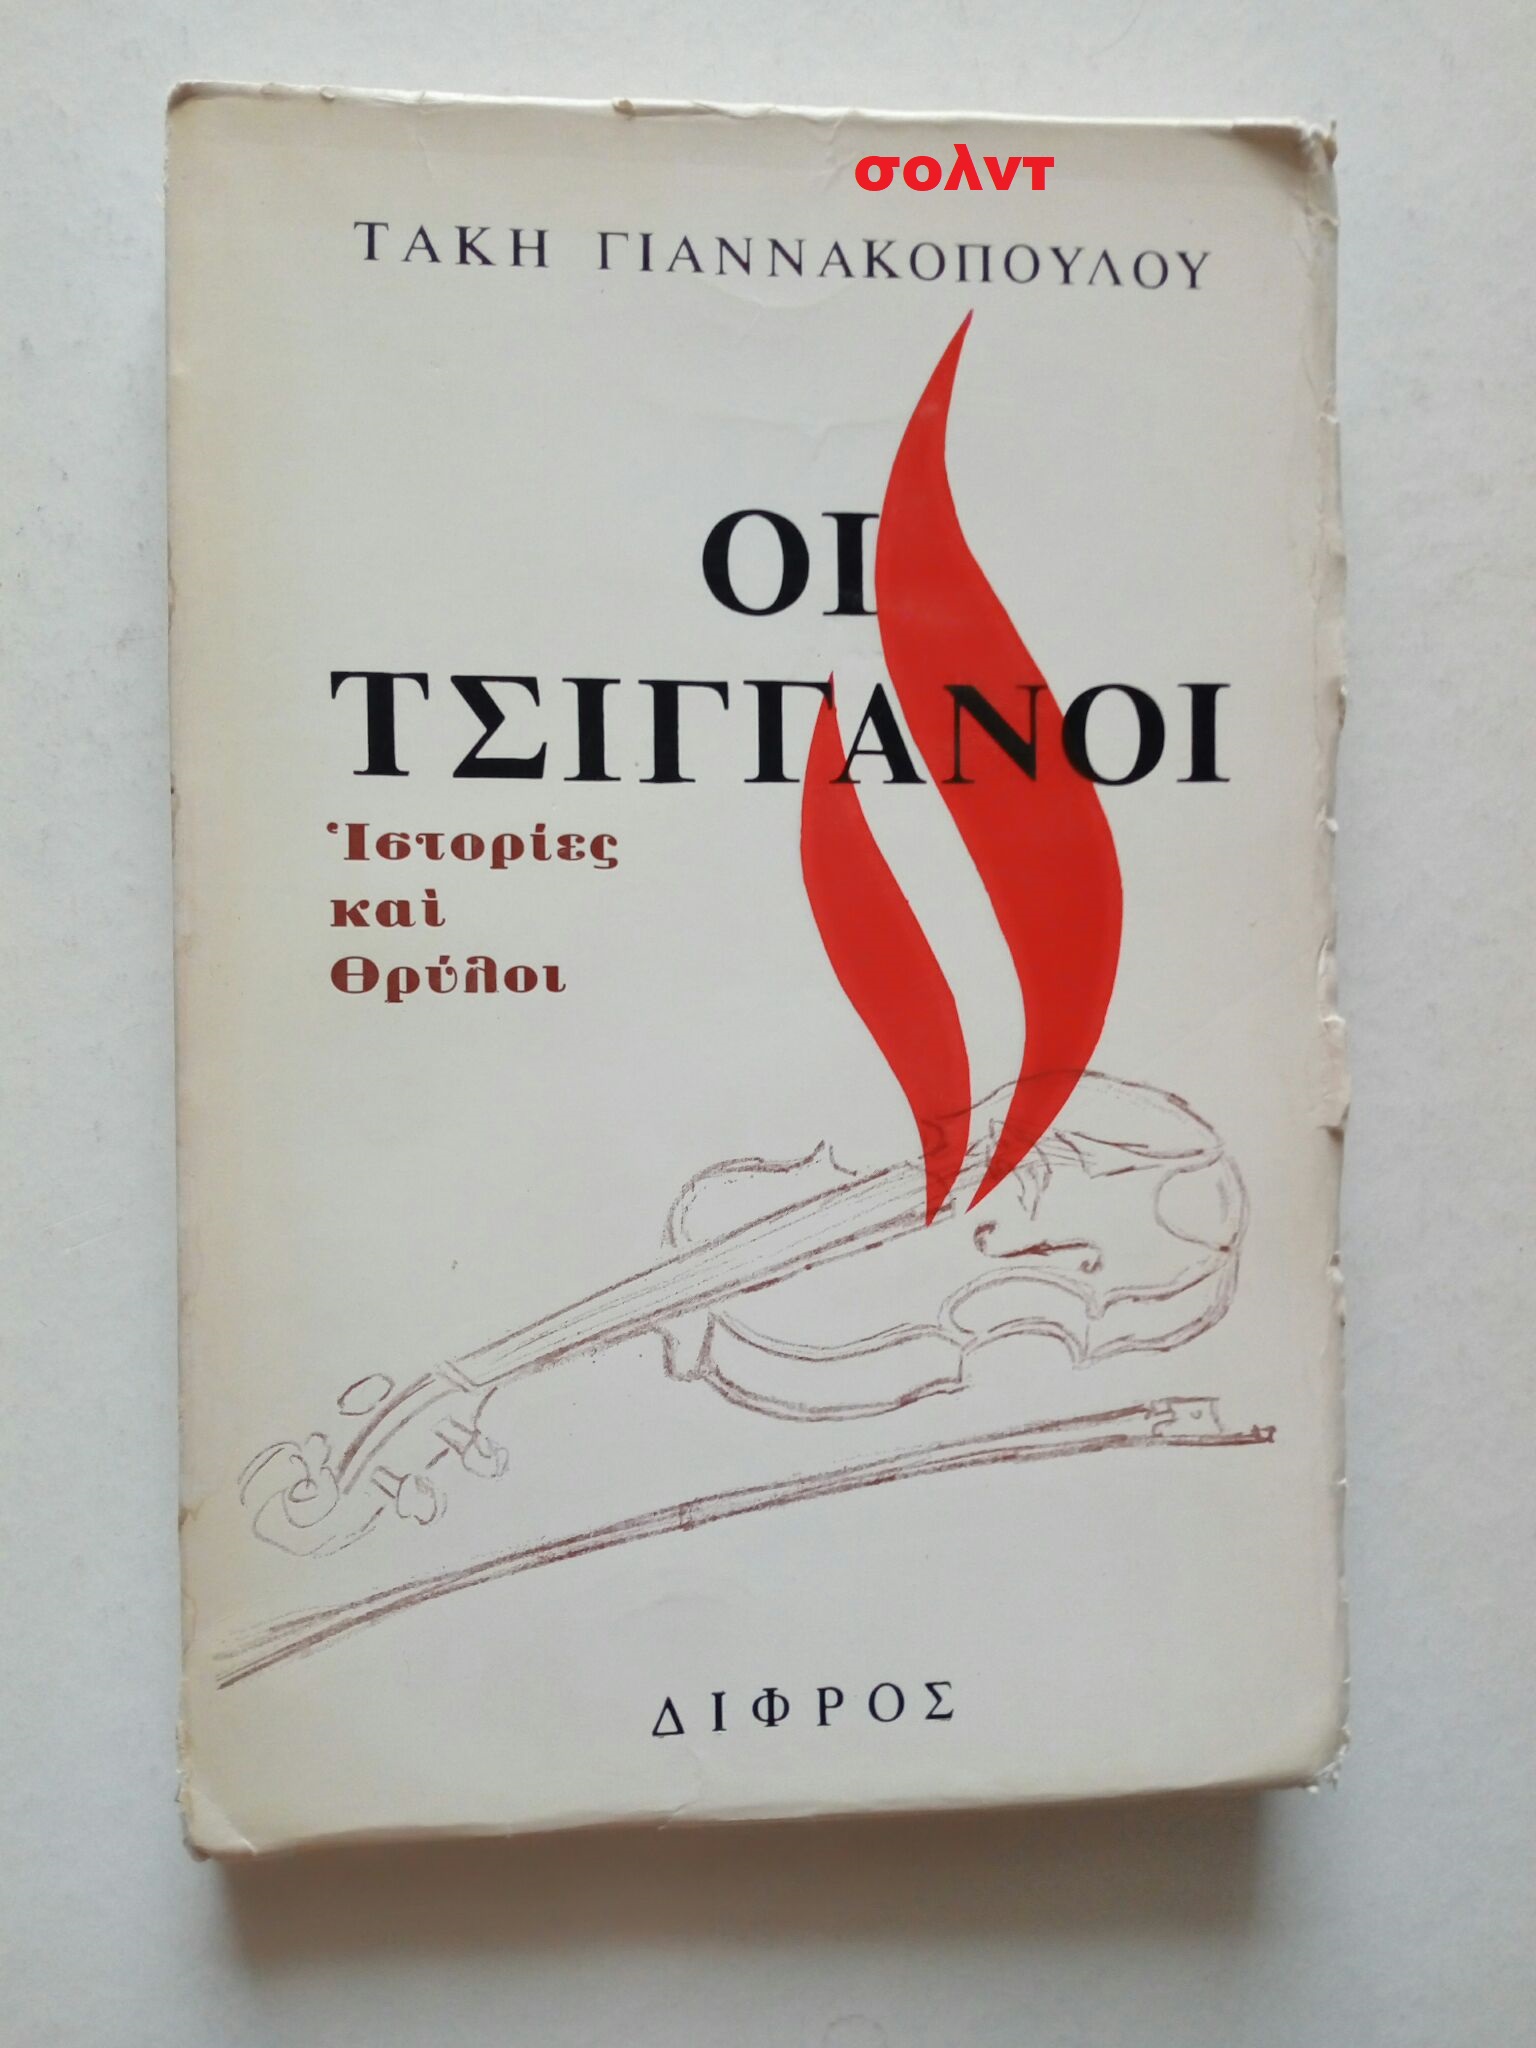 σολντ
ΤΑΚΗ ΓΙΑΝΝΑΚΟΠΟΥΛΟΥ
ΟΙ
ΤΣΙΓΓΑΝΟΙ
Ἱστορίες
καὶ
Θρύλοι
ΔΙΦΡΟΣ